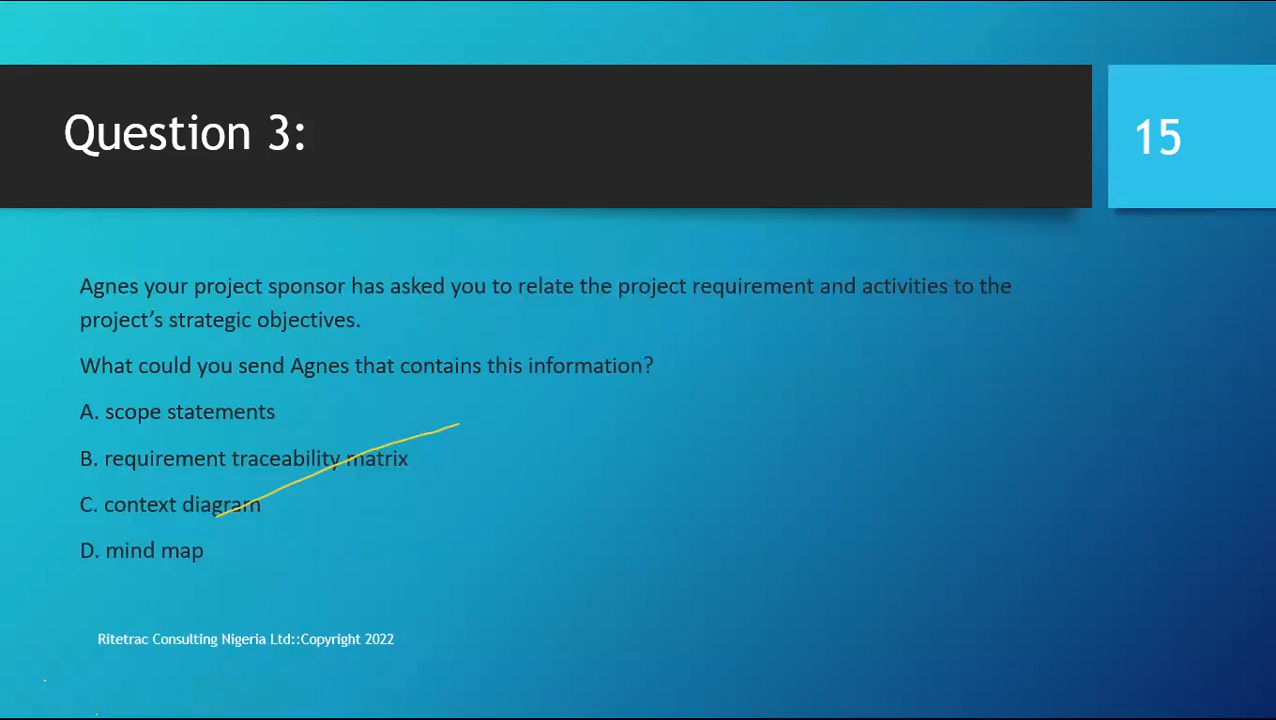 Question 3:
15
Agnes your project sponsor has asked you to relate the project requirement and activities to the
project’s strategic objectives.
What could you send Agnes that contains this information?
A. scope statements
B. requirement traceability matrix
C. context diagram
D. mind map
Ritetrac Consulting Nigeria Ltd::Copyright 2022